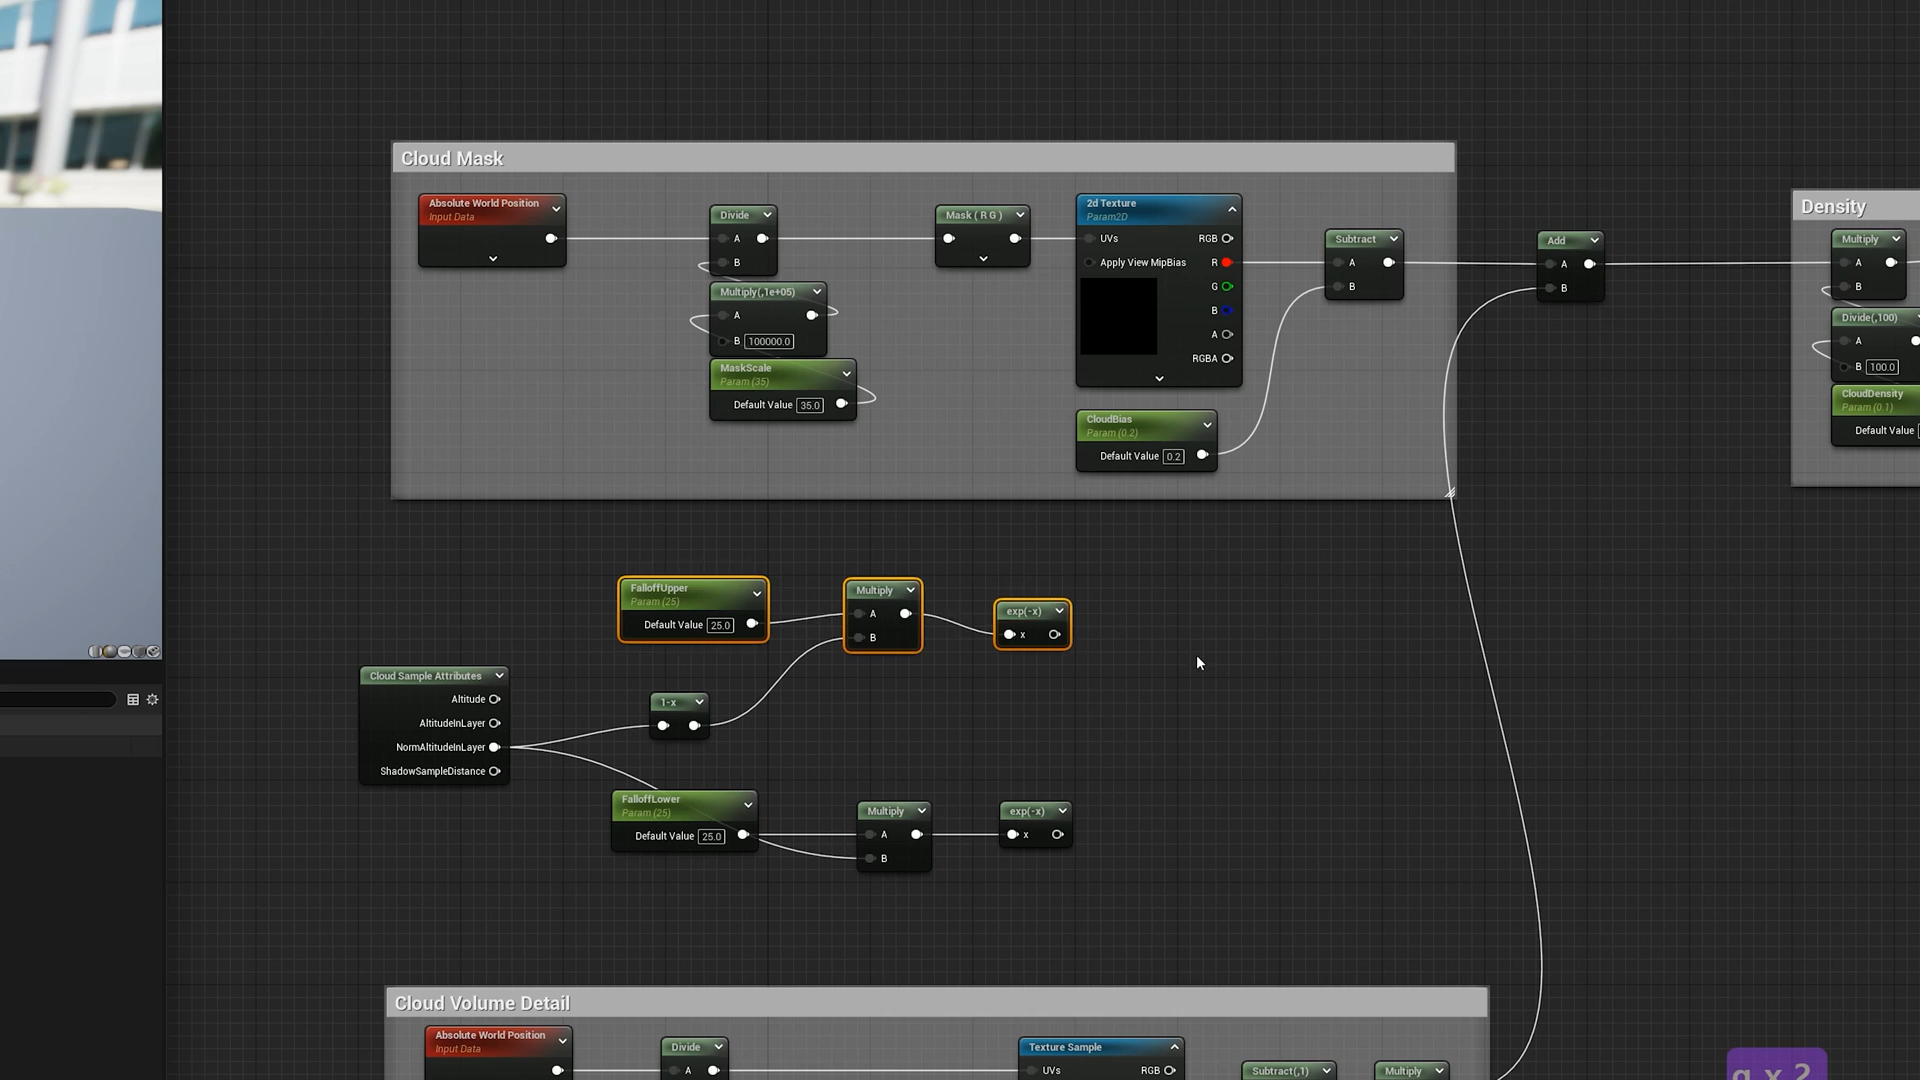 Cloud Mask
Absolute World Position
Input Data
Divide
A
B
Multiply(,1e+05)
A
B 100000.0
MaskScale
Param (35)
Default Value 35.0
Mask ( R G )
2d Texture
Param2D
UVs RGB
Apply View MipBias R
G
B
A
RGBA
CloudBias
Param (0.2)
Default Value 0.2
Subtract
A
B
Add
A
B
Density
Multiply
A
B
Divide(,100)
A
B 100.0
CloudDensity
Param (0.1)
Default Value
FalloffUpper
Param (25)
Default Value 25.0
Multiply
A
B
exp(-x)
x
Cloud Sample Attributes
Altitude
AltitudeInLayer
NormAltitudeInLayer
ShadowSampleDistance
1-x
FalloffLower
Param (25)
Default Value 25.0
Multiply
A
B
exp(-x)
x
Cloud Volume Detail
Absolute World Position
Input Data
Divide
A
Texture Sample
UVs RGB
Subtract(,1)
Multiply